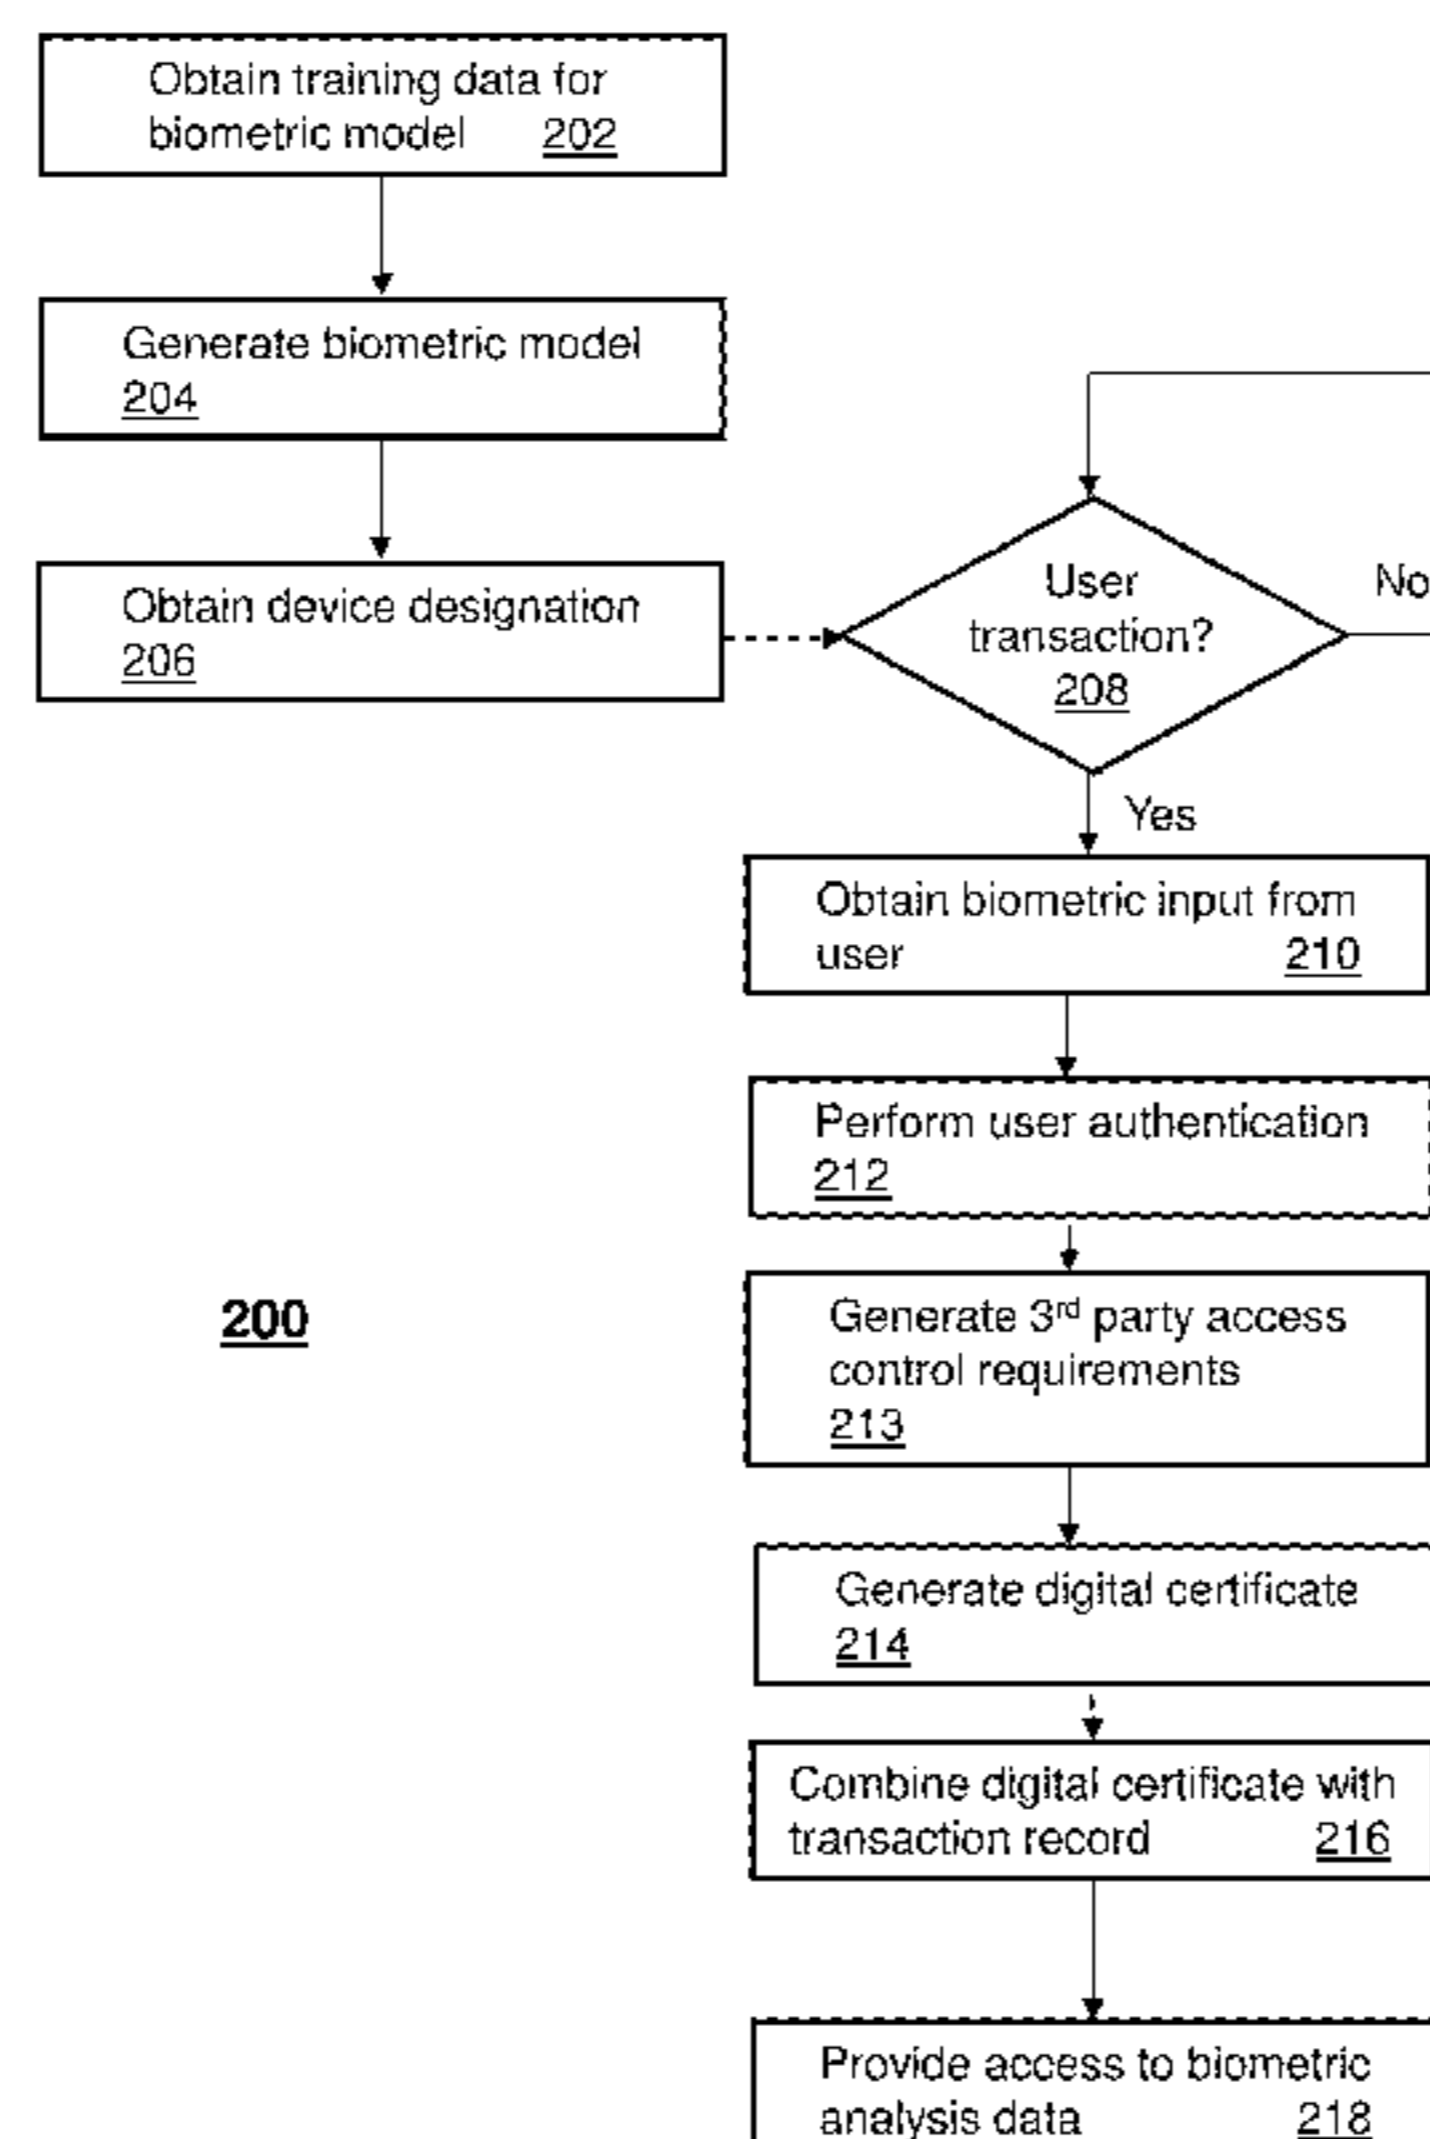 Obtain training data for
biometric model 202
Generate biometric model
204
Obtain device designation
206
User
transaction?
208
No
Yes
Obtain biometric input from
user 210
Perform user authentication
212
Generate 3rd party access
control requirements
213
200
Generate digital certificate
214
Combine digital certificate with
transaction record 216
Provide access to biometric
analysis data 218